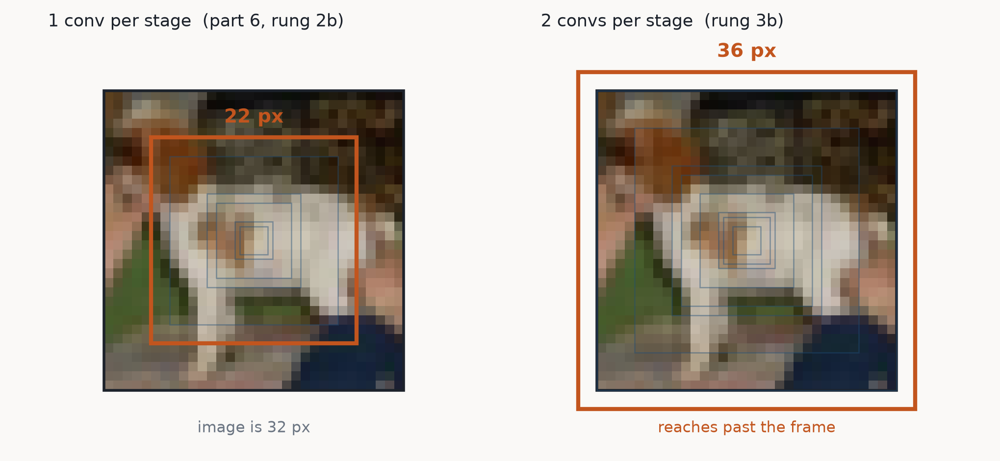 1 conv per stage  (part 6, rung 2b)
22 px
image is 32 px
2 convs per stage  (rung 3b)
36 px
reaches past the frame